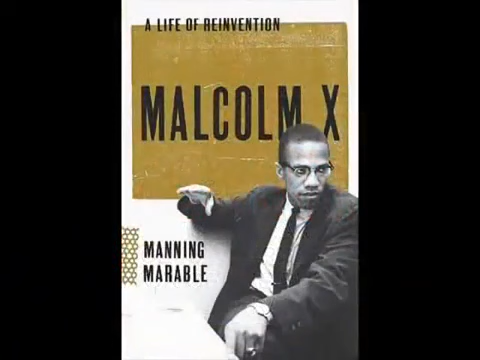 A LIFE OF REINVENTION
MALCOLM X
MANNING
MARABLE